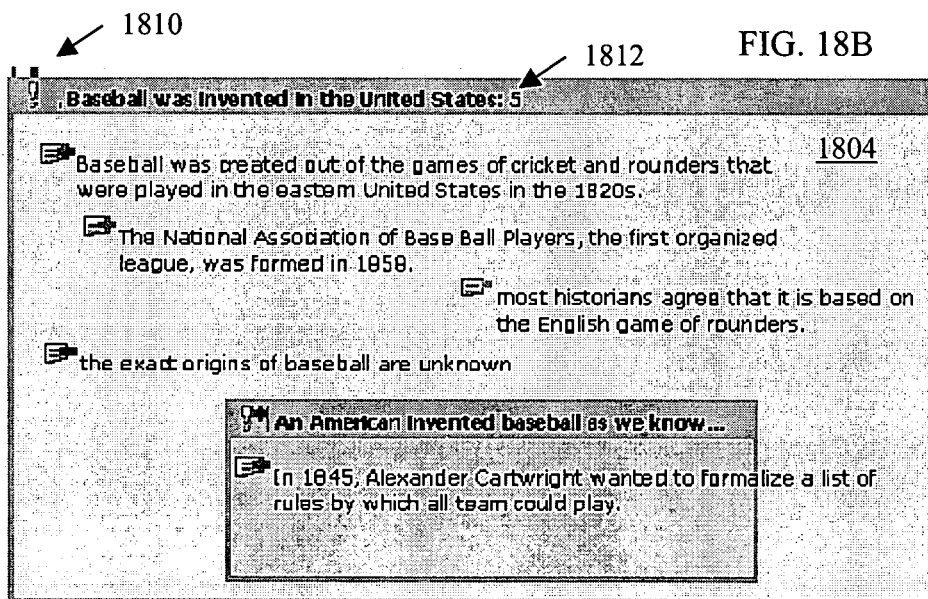 1810
FIG. 18B
1812
Baseball was invented in the United States: 5
1804
Baseball was created out of the games of cricket and rounders that
were played in the eastern United States in the 1820s.
The National Association of Base Ball Players, the first organized
league, was formed in 1858.
most historians agree that it is based on
the English game of rounders.
the exact origins of baseball are unknown
An American invented baseball as we know...
In 1845, Alexander Cartwright wanted to formalize a list of
rules by which all team could play.